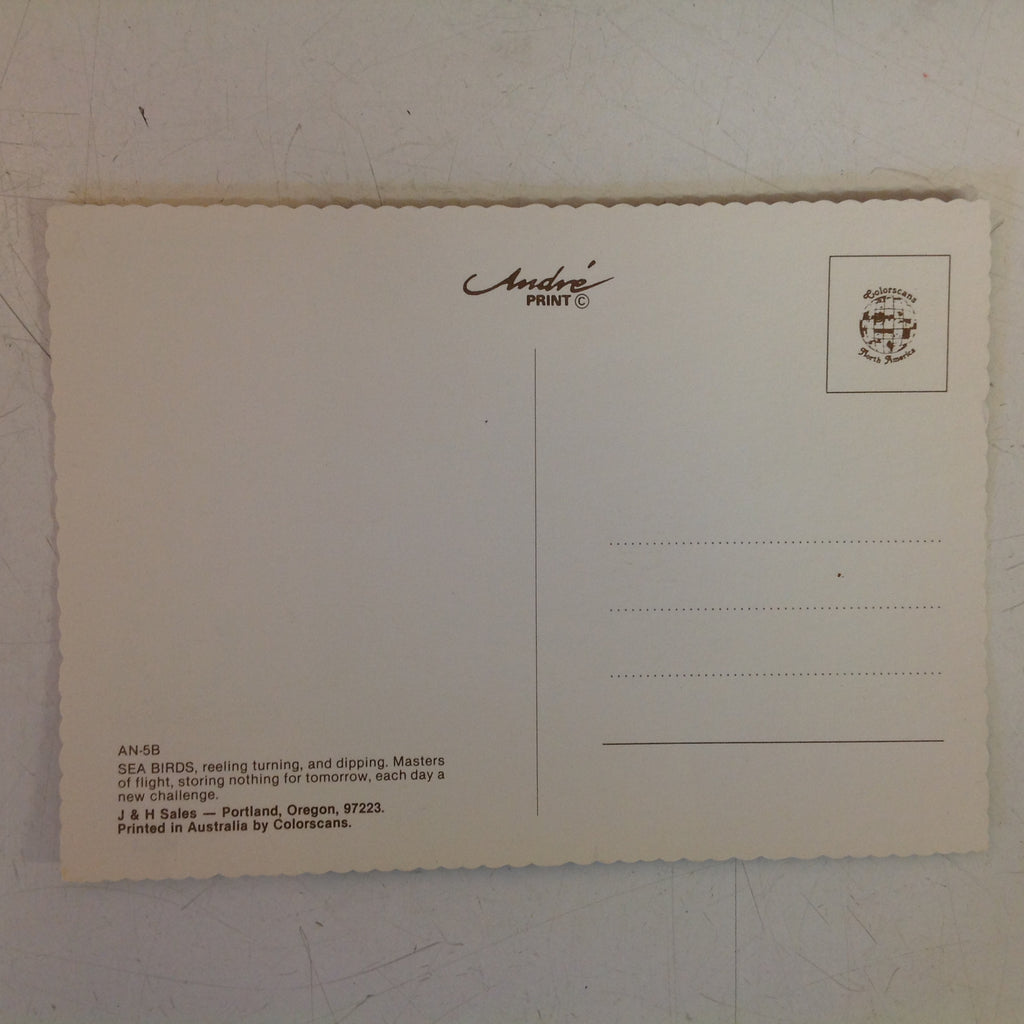 André
PRINT ©
Colorscans
North America
AN-5B
SEA BIRDS, reeling turning, and dipping. Masters
of flight, storing nothing for tomorrow, each day a
new challenge.
J & H Sales — Portland, Oregon, 97223.
Printed in Australia by Colorscans.